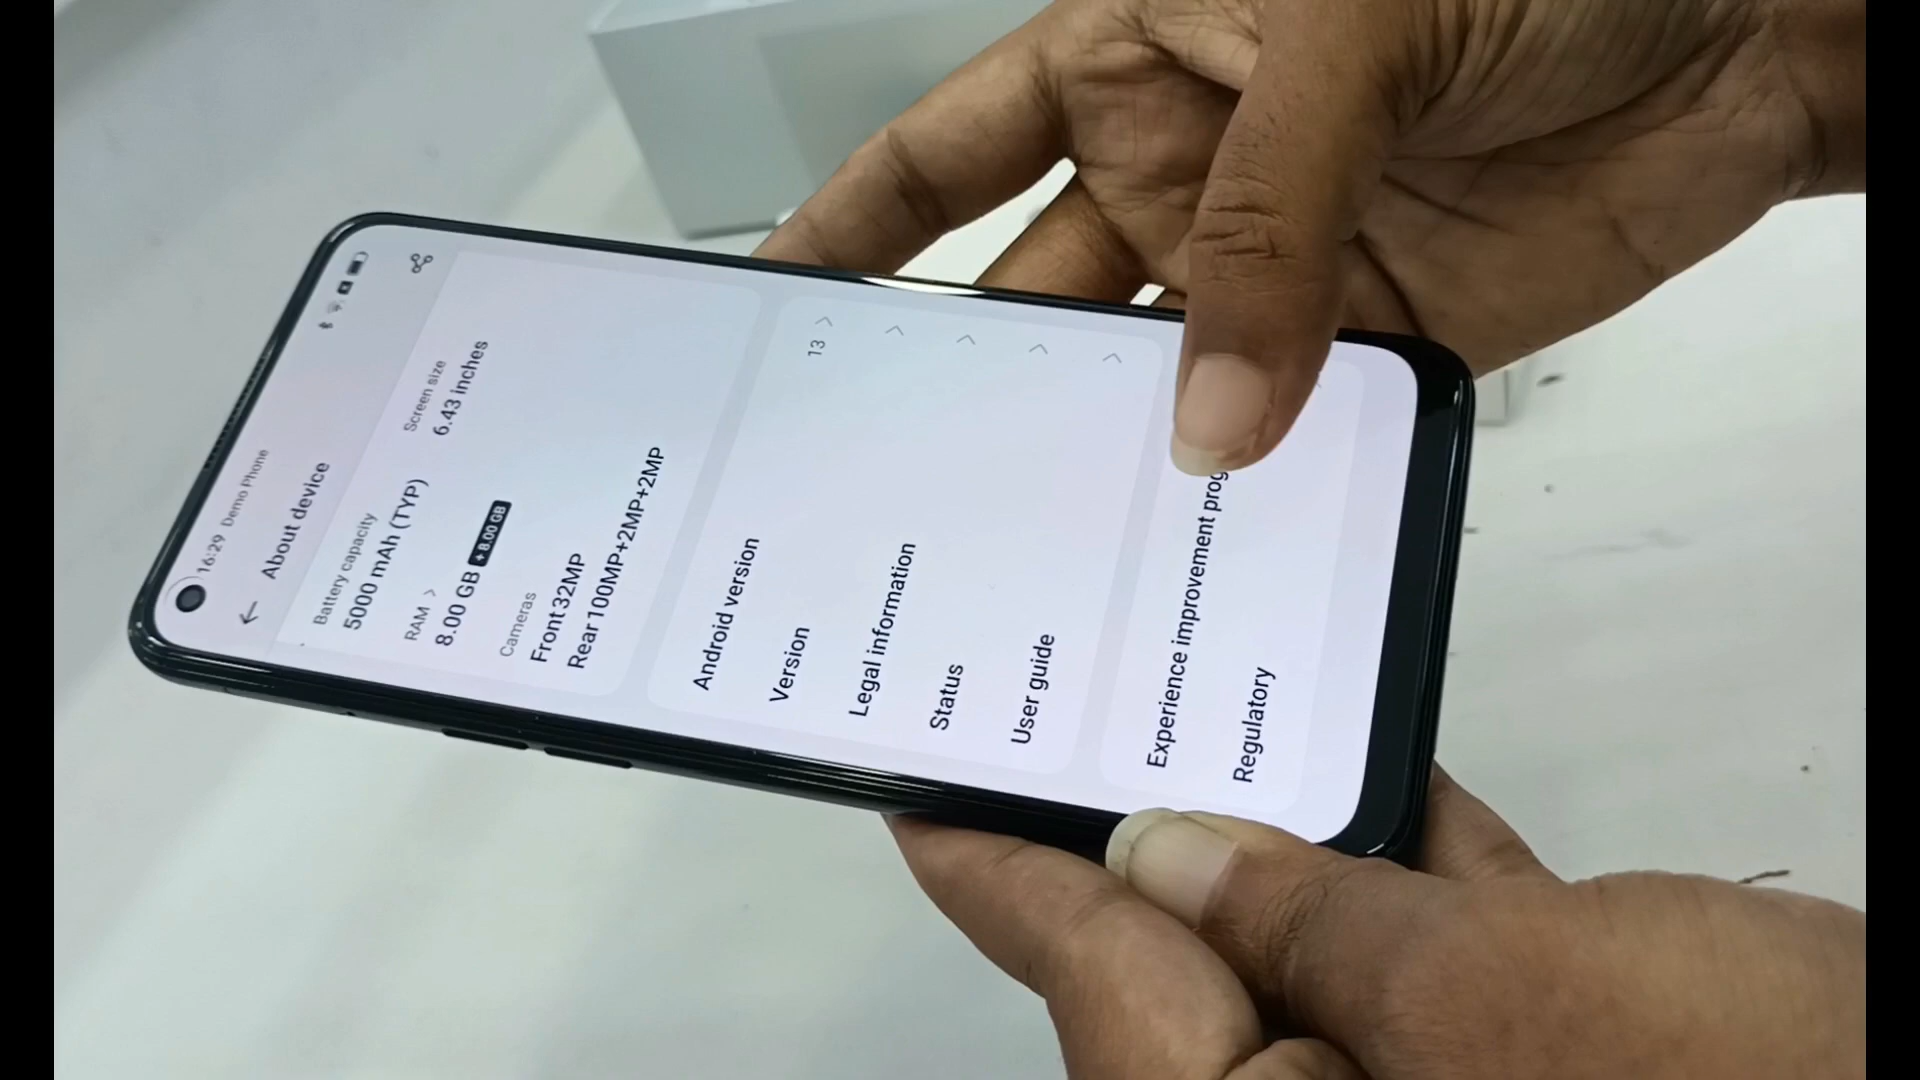 16:29 Demo Phone
About device
Battery capacity
5000 mAh (TYP)
Screen size
6.43 inches
RAM >
8.00 GB + 8.00 GB
Cameras
Front 32MP
Rear 100MP+2MP+2MP
Android version
13 >
Version
Legal information
Status
User guide
Experience improvement prog
Regulatory